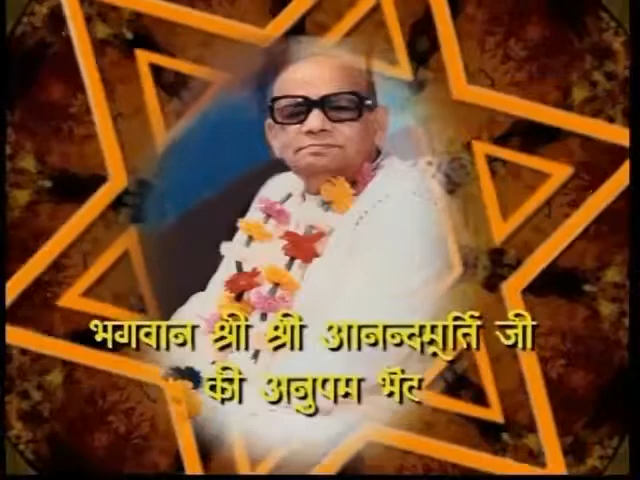 भगवान श्री श्री आनन्दमुर्ति जी
की अनुपम भेंट